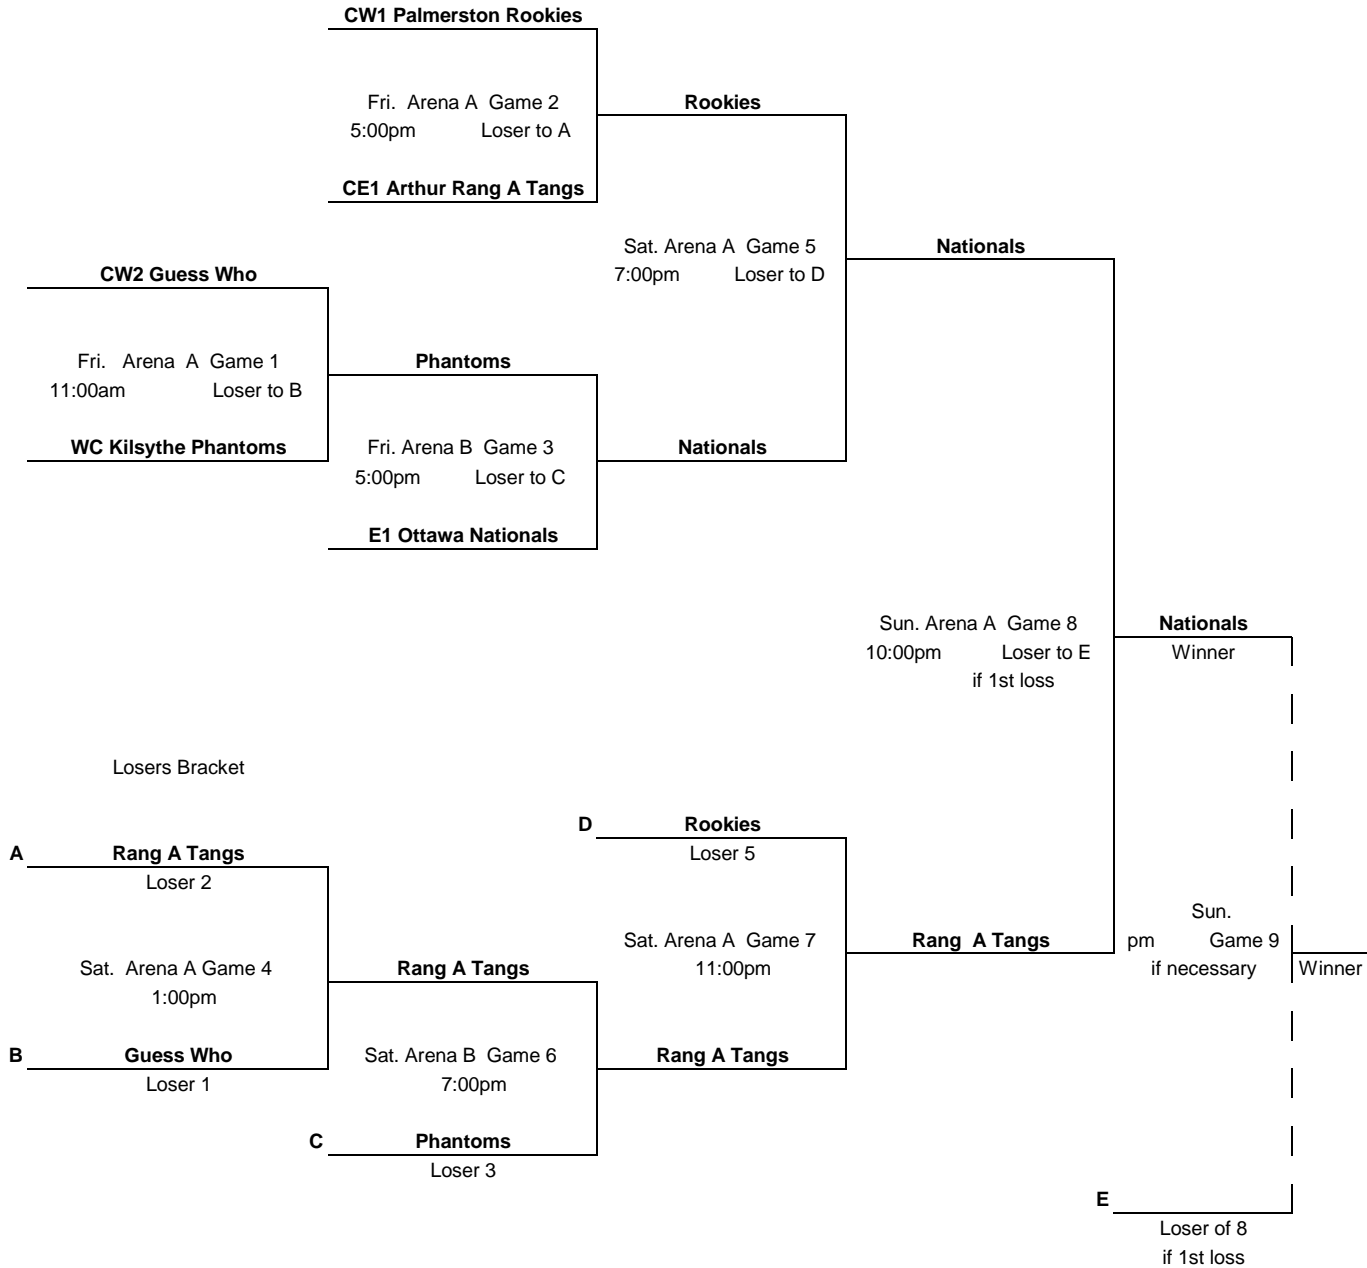 CW1 Palmerston Rookies
Fri. Arena A Game 2
5:00pm Loser to A
Rookies
CE1 Arthur Rang A Tangs
Sat. Arena A Game 5
7:00pm Loser to D
Nationals
CW2 Guess Who
Fri. Arena A Game 1
11:00am Loser to B
Phantoms
WC Kilsythe Phantoms
Fri. Arena B Game 3
5:00pm Loser to C
Nationals
E1 Ottawa Nationals
Sun. Arena A Game 8
10:00pm Loser to E
if 1st loss
Nationals
Winner
Losers Bracket
D Rookies
Loser 5
A Rang A Tangs
Loser 2
Sat. Arena A Game 4
1:00pm
Rang A Tangs
Sat. Arena A Game 7
11:00pm
Rang A Tangs
Sun.
pm Game 9
if necessary
Winner
B Guess Who
Loser 1
Sat. Arena B Game 6
7:00pm
Rang A Tangs
C Phantoms
Loser 3
E
Loser of 8
if 1st loss